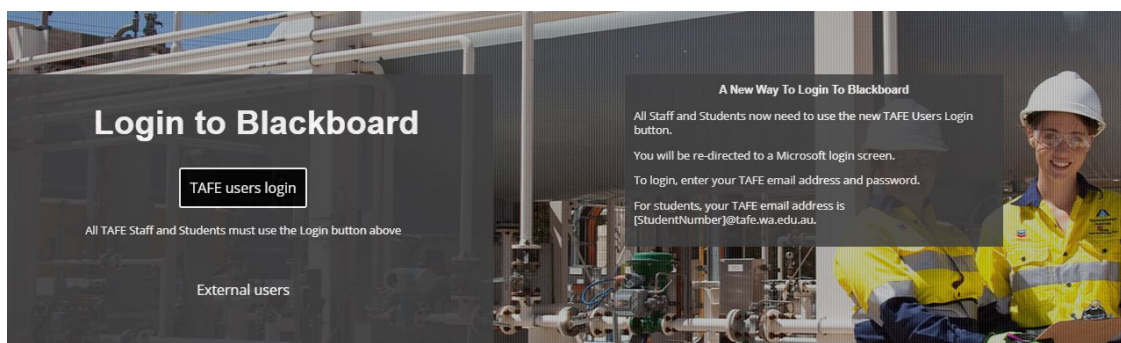 Login to Blackboard
TAFE users login
All TAFE Staff and Students must use the Login button above
External users
A New Way To Login To Blackboard
All Staff and Students now need to use the new TAFE Users Login
button.
You will be re-directed to a Microsoft login screen.
To login, enter your TAFE email address and password.
For students, your TAFE email address is
[StudentNumber]@tafe.wa.edu.au.